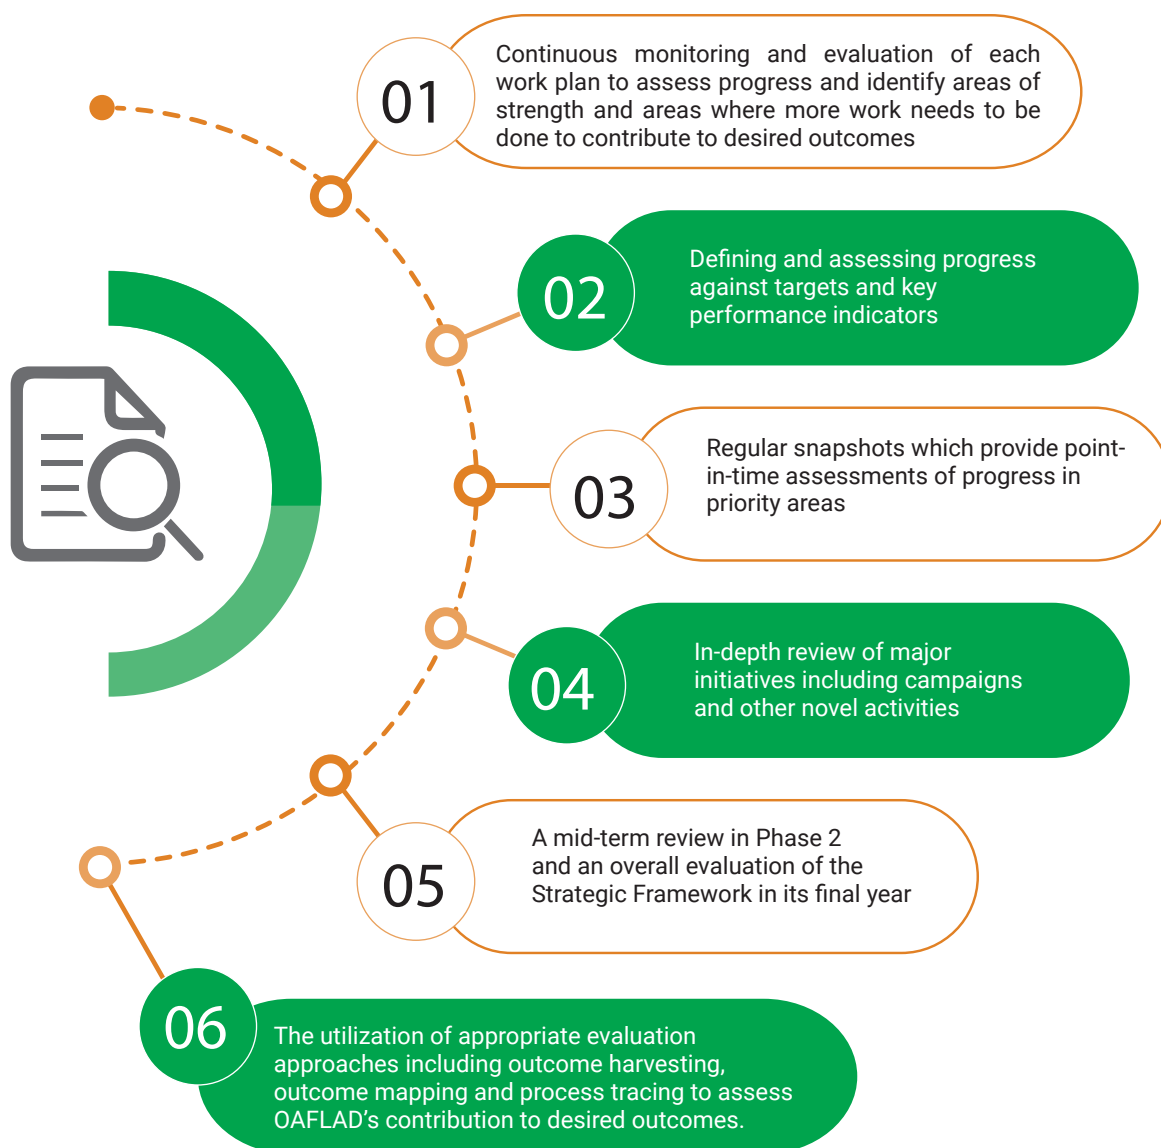 01
Continuous monitoring and evaluation of each
work plan to assess progress and identify areas of
strength and areas where more work needs to be
done to contribute to desired outcomes
02
Defining and assessing progress
against targets and key
performance indicators
03
Regular snapshots which provide point-
in-time assessments of progress in
priority areas
04
In-depth review of major
initiatives including campaigns
and other novel activities
05
A mid-term review in Phase 2
and an overall evaluation of the
Strategic Framework in its final year
06
The utilization of appropriate evaluation
approaches including outcome harvesting,
outcome mapping and process tracing to assess
OAFLAD’s contribution to desired outcomes.